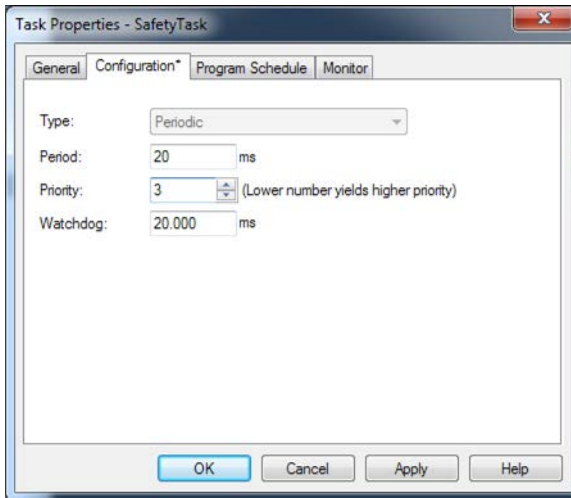 Task Properties - SafetyTask
General Configuration* Program Schedule Monitor
Type: Periodic
Period: 20 ms
Priority: 3 (Lower number yields higher priority)
Watchdog: 20.000 ms
OK Cancel Apply Help